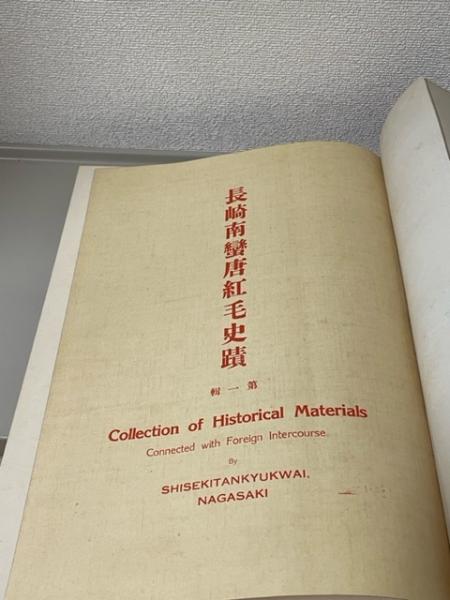 長崎南蠻唐紅毛史蹟
輯一第
Collection of Historical Materials
Connected with Foreign Intercourse.
By
SHISEKITANKYUKWAI,
NAGASAKI